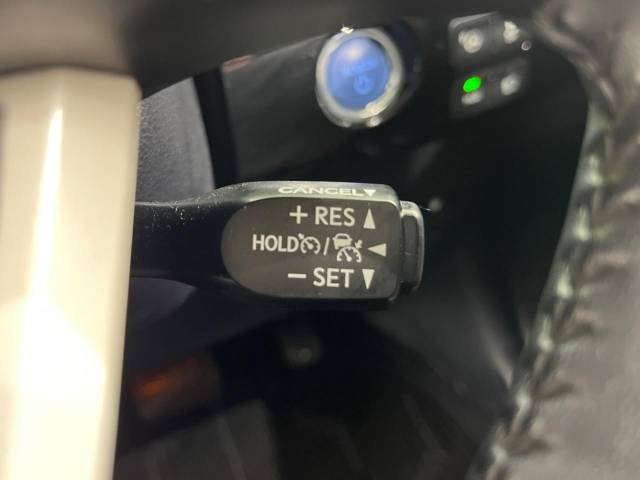 CANCEL▼
+ RES ▲
HOLD / ◀
− SET ▼